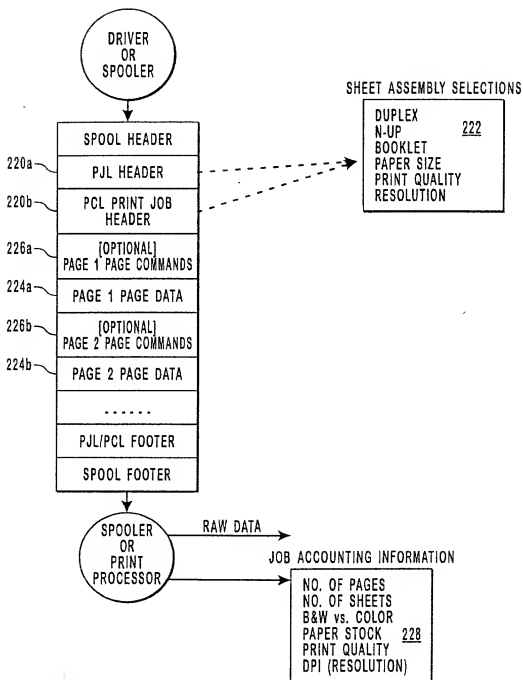 DRIVER
OR
SPOOLER
SHEET ASSEMBLY SELECTIONS
DUPLEX
N-UP
222
BOOKLET
PAPER SIZE
PRINT QUALITY
RESOLUTION
SPOOL HEADER
220a
PJL HEADER
220b
PCL PRINT JOB
HEADER
226a
[OPTIONAL]
PAGE 1 PAGE COMMANDS
224a
PAGE 1 PAGE DATA
226b
[OPTIONAL]
PAGE 2 PAGE COMMANDS
224b
PAGE 2 PAGE DATA
......
PJL/PCL FOOTER
SPOOL FOOTER
SPOOLER
OR
PRINT
PROCESSOR
RAW DATA
JOB ACCOUNTING INFORMATION
NO. OF PAGES
NO. OF SHEETS
B&W vs. COLOR
PAPER STOCK 228
PRINT QUALITY
DPI (RESOLUTION)